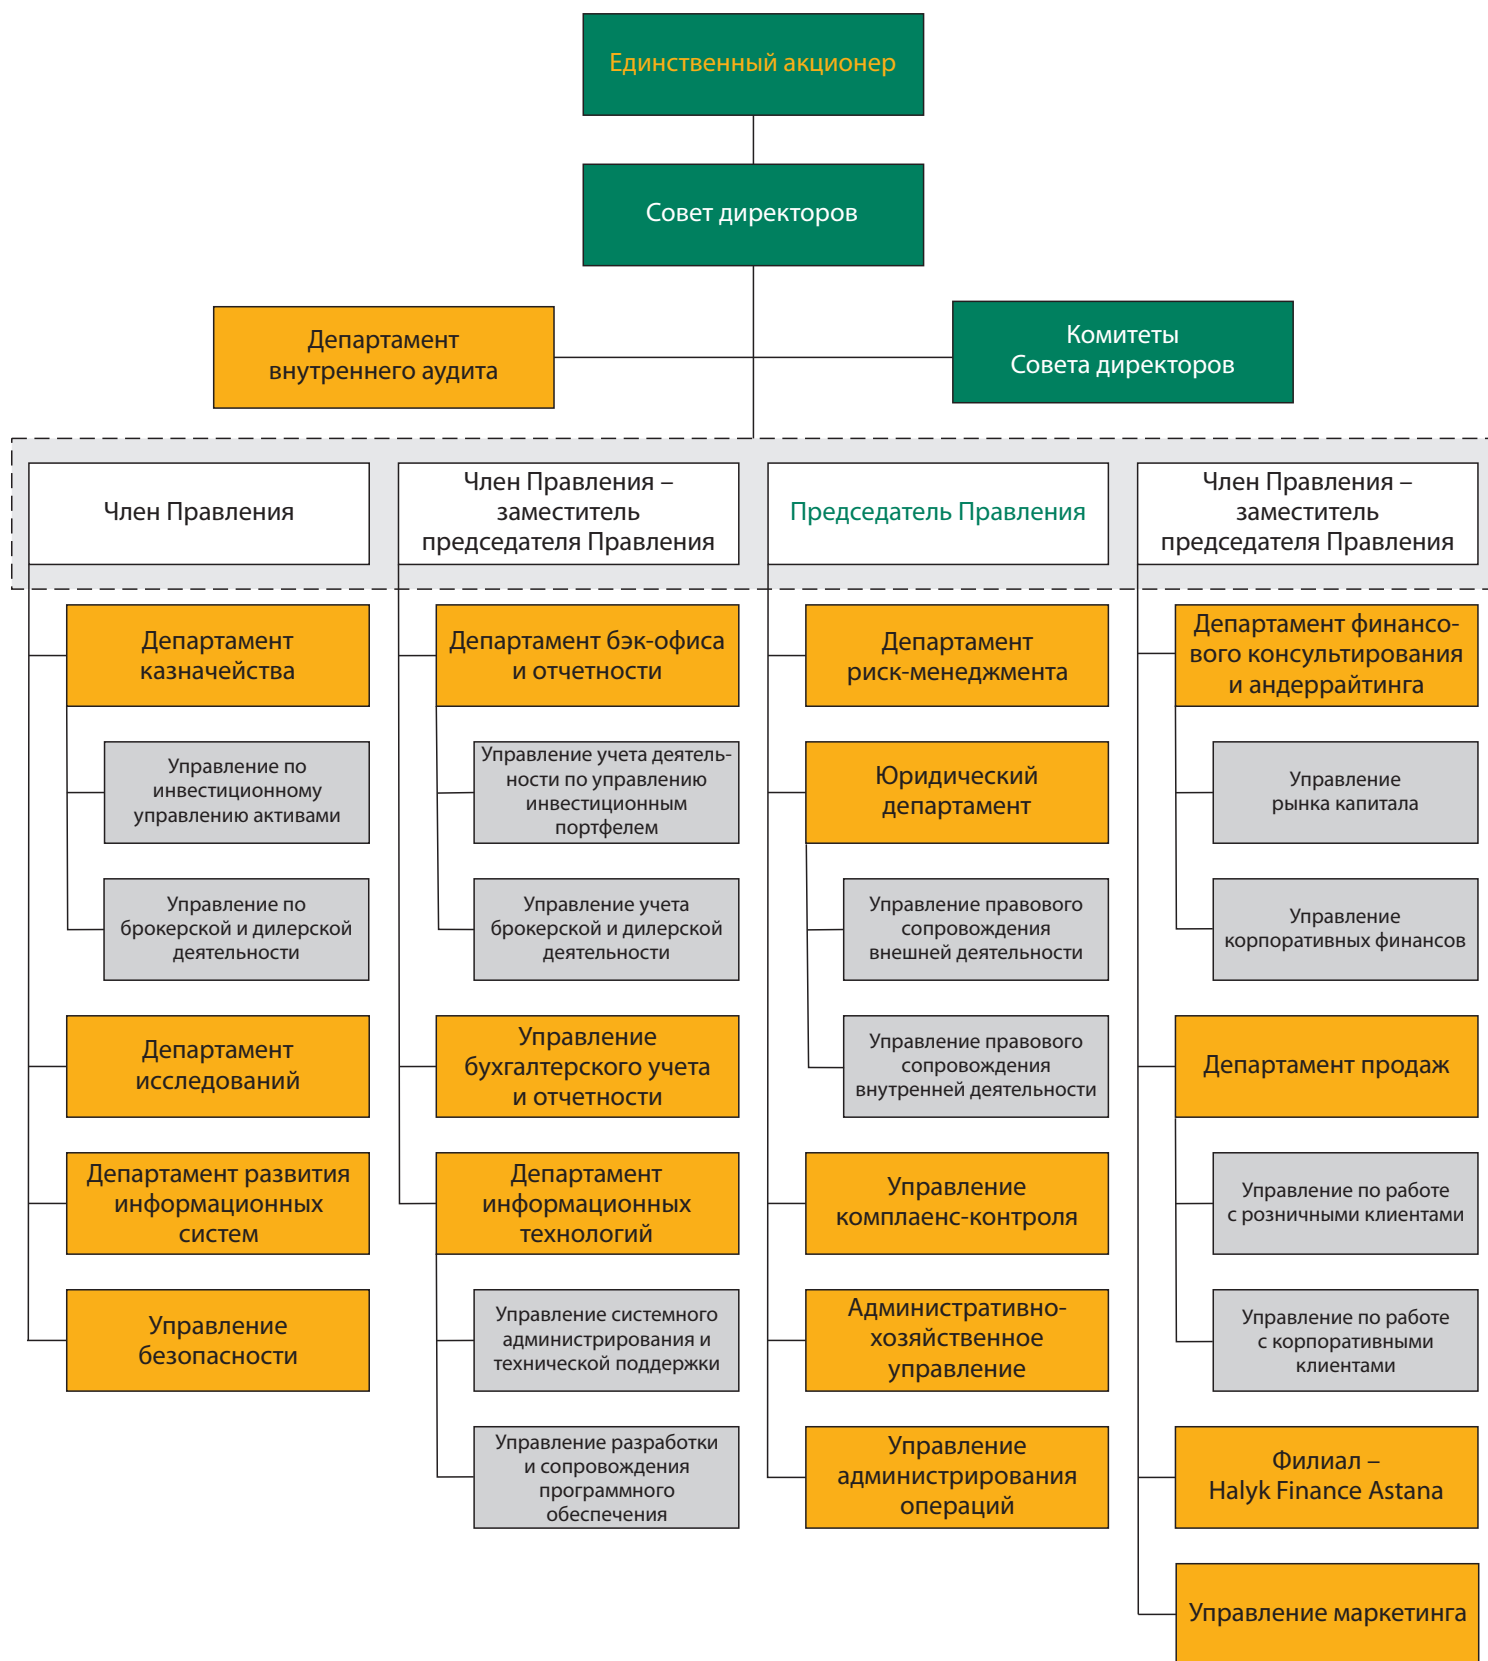 Единственный акционер
Совет директоров
Департамент
внутреннего аудита
Комитеты
Совета директоров
Член Правления
Член Правления –
заместитель
председателя Правления
Председатель Правления
Член Правления –
заместитель
председателя Правления
Департамент
казначейства
Управление по
инвестиционному
управлению активами
Управление по
брокерской и дилерской
деятельности
Департамент
исследований
Департамент развития
информационных
систем
Управление
безопасности
Департамент бэк-офиса
и отчетности
Управление учета деятель-
ности по управлению
инвестиционным
портфелем
Управление учета
брокерской и дилерской
деятельности
Управление
бухгалтерского учета
и отчетности
Департамент
информационных
технологий
Управление системного
администрирования и
технической поддержки
Управление разработки
и сопровождения
программного
обеспечения
Департамент
риск-менеджмента
Юридический
департамент
Управление правового
сопровождения
внешней деятельности
Управление правового
сопровождения
внутренней деятельности
Управление
комплаенс-контроля
Административно-
хозяйственное
управление
Управление
администрирования
операций
Департамент финансо-
вого консультирования
и андеррайтинга
Управление
рынка капитала
Управление
корпоративных финансов
Департамент продаж
Управление по работе
с розничными клиентами
Управление по работе
с корпоративными
клиентами
Филиал –
Halyk Finance Astana
Управление маркетинга